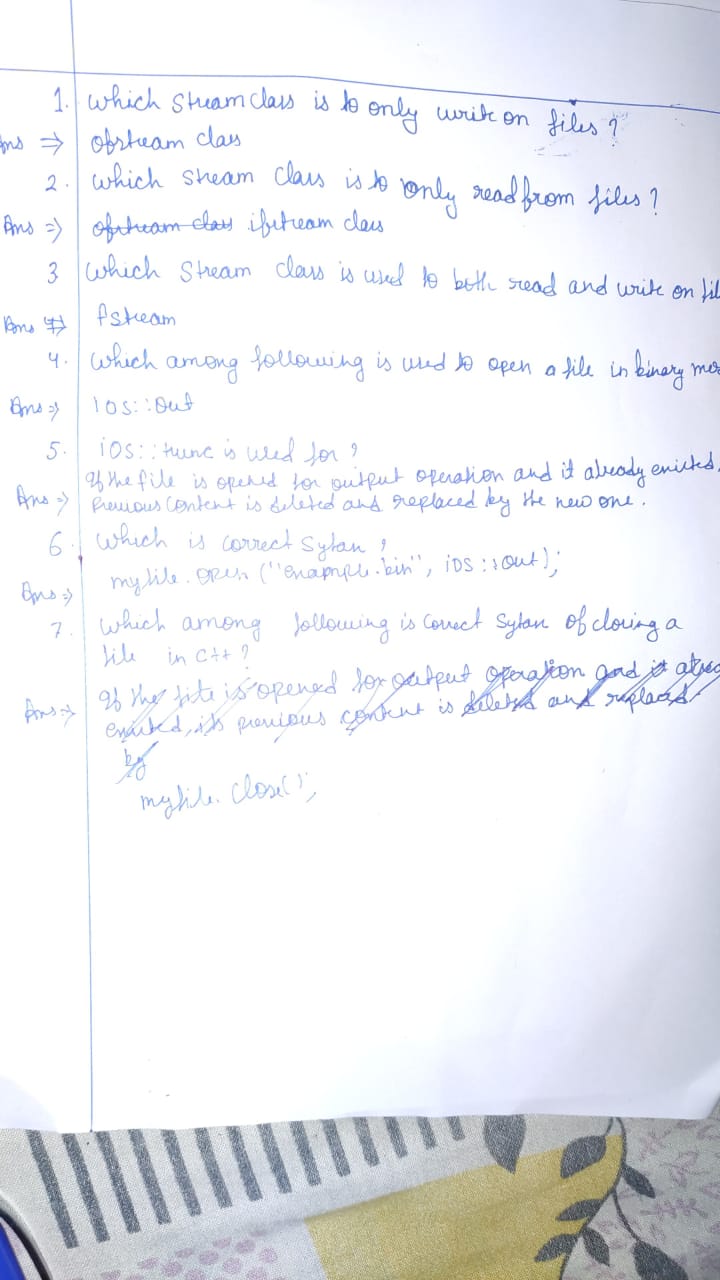 1. Which Stream class is to only write on files ?
Ans ⇒ ofstream class
2. Which stream class is to only read from files ?
Ans ⇒ ofstream class ifstream class
3 Which Stream class is used to both read and write on fil
Ans ⇒ fstream
4. Which among following is used to open a file in binary mo
Ans ⇒ ios::out
5. ios::trunc is used for ?
If the file is opened for output operation and it already existed,
Ans ⇒ Previous Content is deleted and replaced by the new one.
6. Which is correct Sytax ?
Ans ⇒ myfile.open ("example.bin", ios::out);
7. Which among following is correct Sytax of closing a
file in C++ ?
Ans ⇒ If the file is opened for output operation and it alrea
existed, its previous content is deleted and replaced
by
myfile.close();